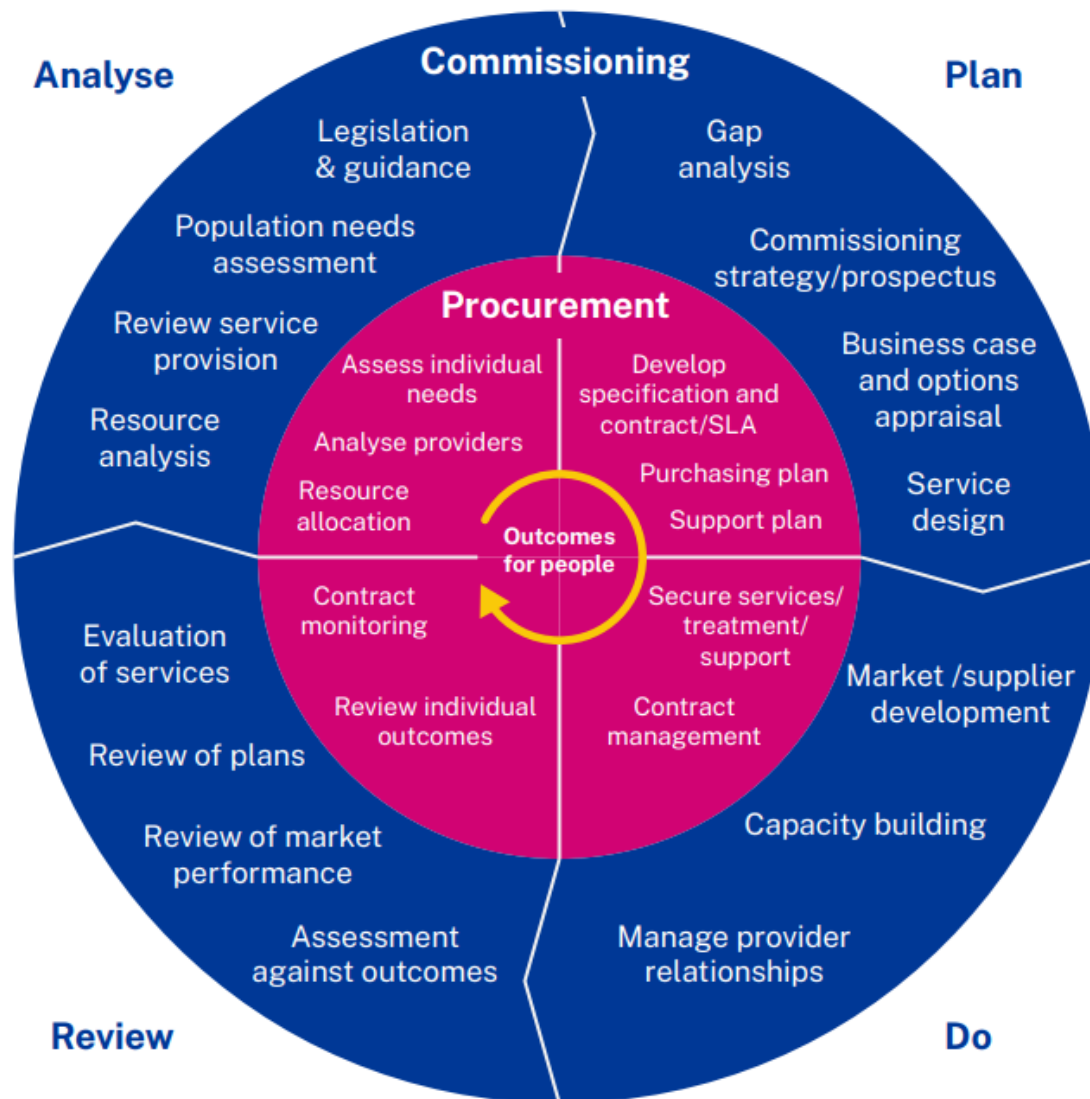 Analyse
Commissioning
Plan
Legislation
& guidance
Population needs
assessment
Review service
provision
Resource
analysis
Gap
analysis
Commissioning
strategy/prospectus
Business case
and options
appraisal
Service
design
Procurement
Assess individual
needs
Analyse providers
Resource
allocation
Develop
specification and
contract/SLA
Purchasing plan
Support plan
Outcomes
for people
Contract
monitoring
Review individual
outcomes
Secure services/
treatment/
support
Contract
management
Evaluation
of services
Review of plans
Review of market
performance
Assessment
against outcomes
Market /supplier
development
Capacity building
Manage provider
relationships
Review
Do